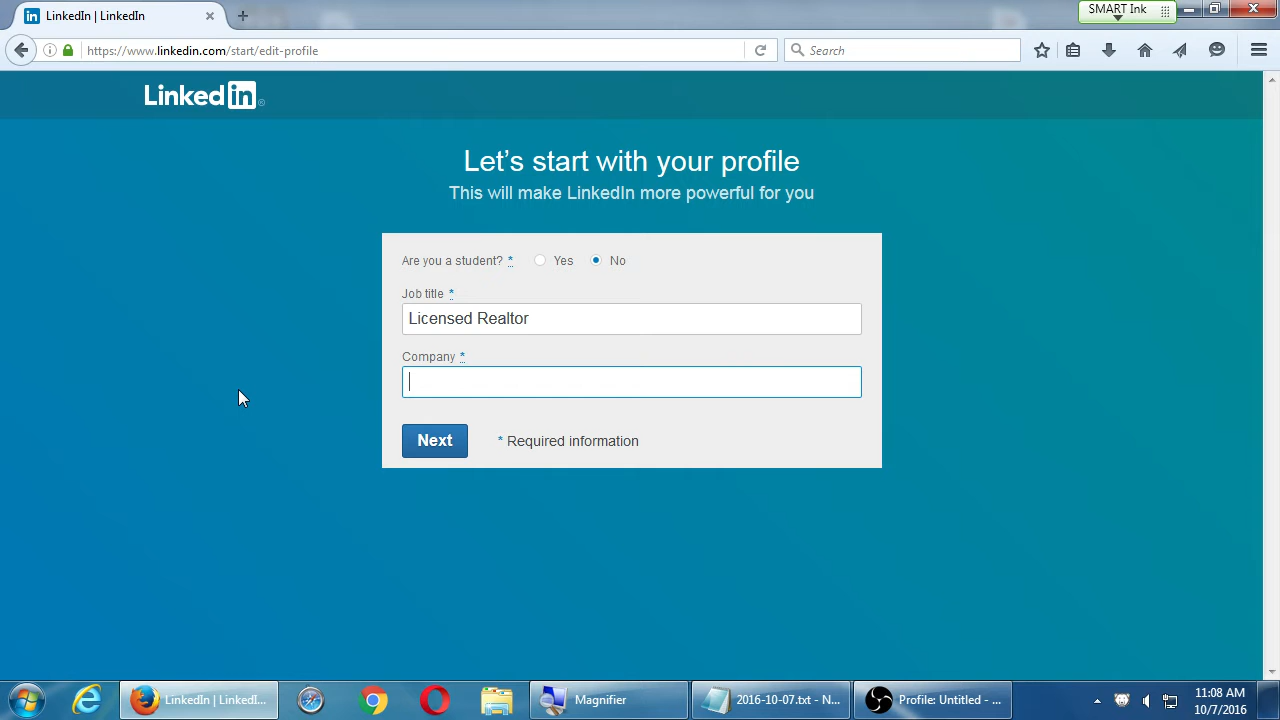 LinkedIn | LinkedIn
SMART Ink
https://www.linkedin.com/start/edit-profile
Search
Linked in
Let's start with your profile
This will make LinkedIn more powerful for you
Are you a student? * Yes No
Job title *
Licensed Realtor
Company *
Next * Required information
LinkedIn | LinkedI...
Magnifier
2016-10-07.txt - N...
Profile: Untitled - ...
11:08 AM
10/7/2016